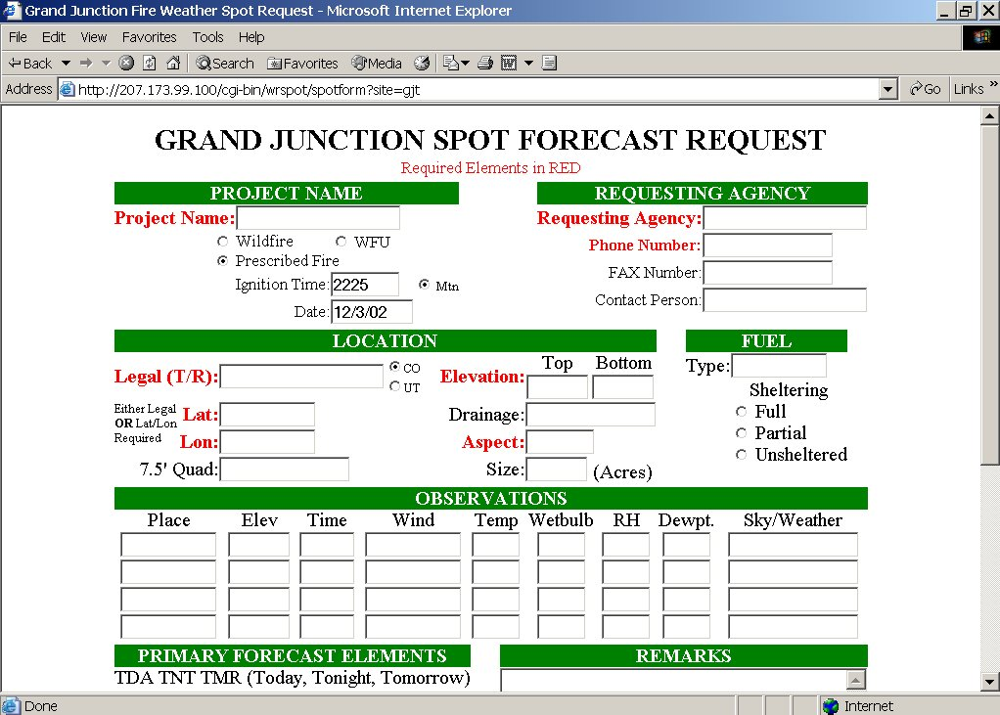 Grand Junction Fire Weather Spot Request - Microsoft Internet Explorer
File Edit View Favorites Tools Help
Back Search Favorites Media
Address http://207.173.99.100/cgi-bin/wrspot/spotform?site=gjt Go Links »
GRAND JUNCTION SPOT FORECAST REQUEST
Required Elements in RED
PROJECT NAME REQUESTING AGENCY
Project Name: Requesting Agency:
Wildfire WFU Phone Number:
Prescribed Fire FAX Number:
Ignition Time: 2225 Mtn
Contact Person:
Date: 12/3/02
LOCATION FUEL
Top Bottom Type:
Legal (T/R): CO Elevation:
UT Sheltering
Either Legal Lat: Drainage: Full
OR Lat/Lon
Required Lon: Aspect: Partial
Unsheltered
7.5' Quad: Size: (Acres)
OBSERVATIONS
Place Elev Time Wind Temp Wetbulb RH Dewpt. Sky/Weather
PRIMARY FORECAST ELEMENTS REMARKS
TDA TNT TMR (Today, Tonight, Tomorrow)
Done Internet